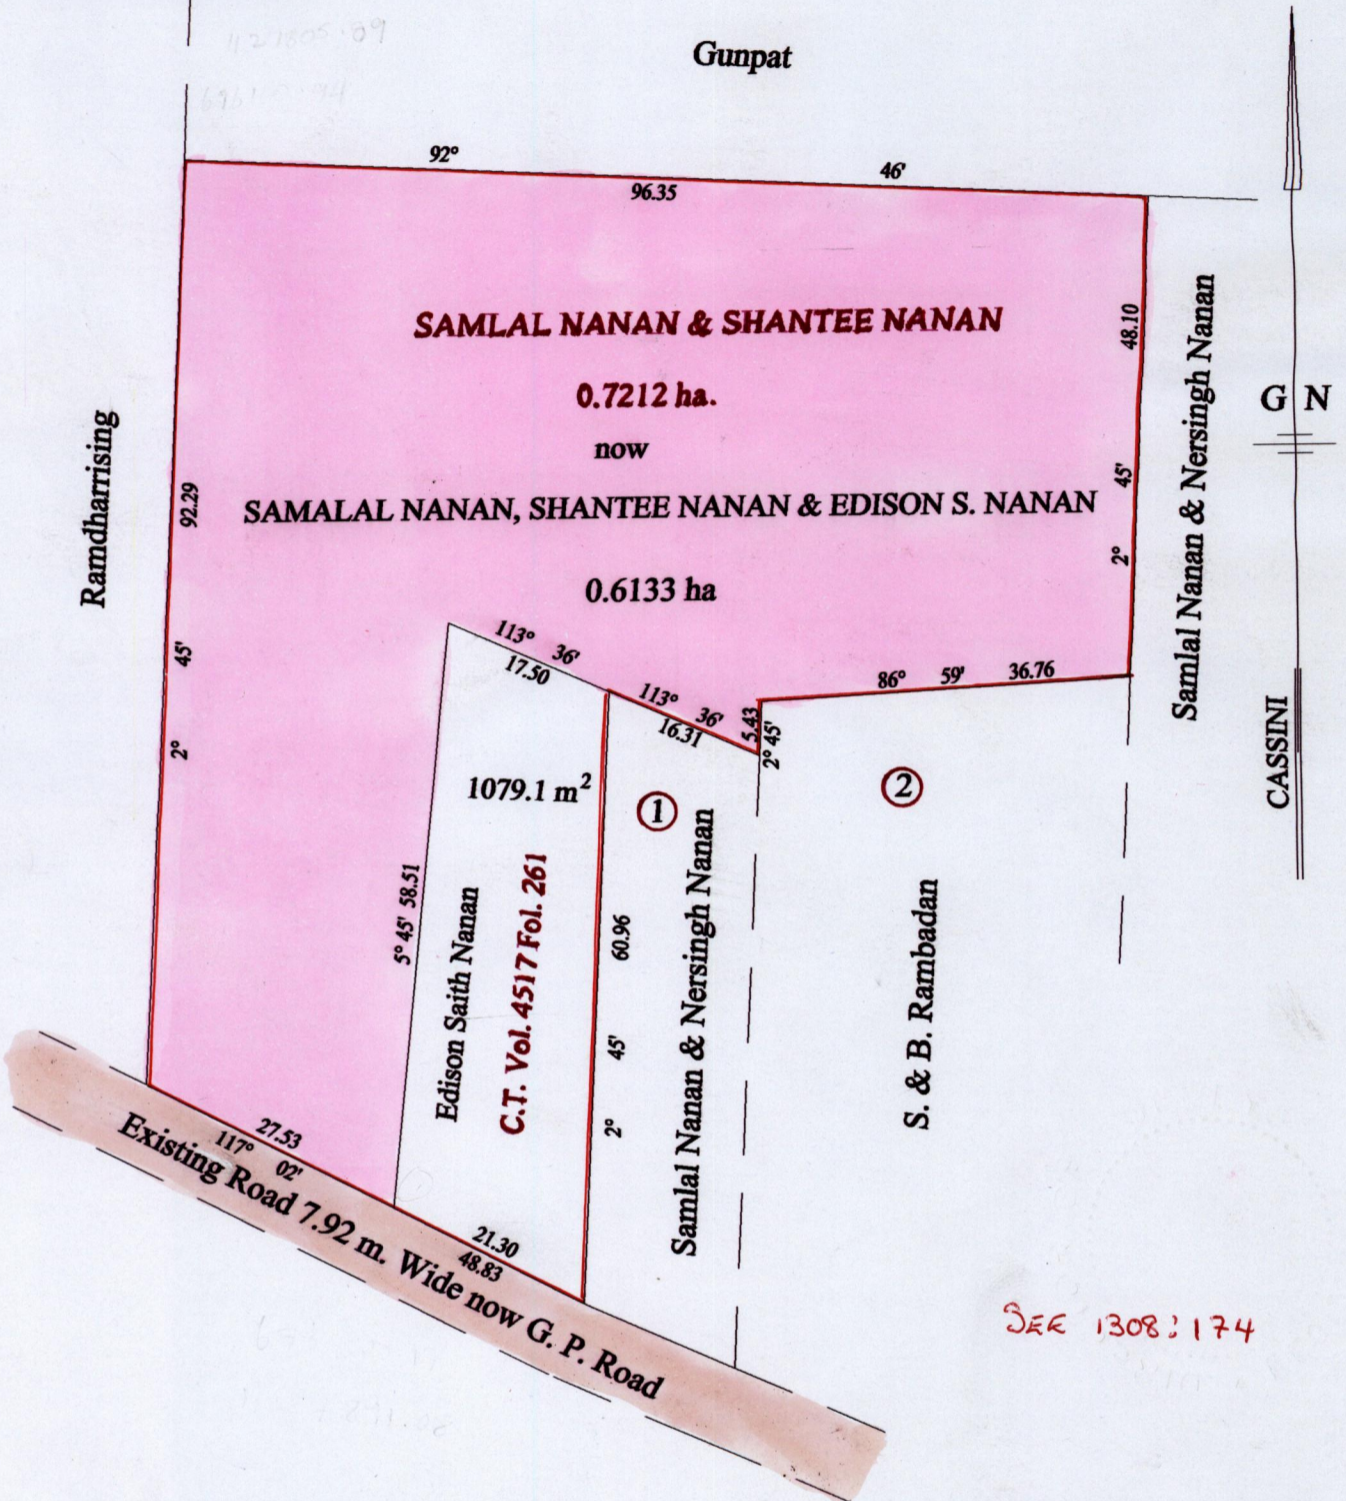 Gunpat
92° 46'
96.35
SAMLAL NANAN & SHANTEE NANAN
0.7212 ha.
now
SAMALAL NANAN, SHANTEE NANAN & EDISON S. NANAN
0.6133 ha
Ramdharrising
2° 45' 92.29
2° 45' 48.10
Samlal Nanan & Nersingh Nanan
G N
CASSINI
113° 36'
17.50
113° 36'
16.31
5.43
2° 45'
86° 59' 36.76
1079.1 m²
1
2
5° 45' 58.51
Edison Saith Nanan
C.T. Vol. 4517 Fol. 261
2° 45' 60.96
Samlal Nanan & Nersingh Nanan
S. & B. Rambadan
27.53
117° 02'
21.30
48.83
Existing Road 7.92 m. Wide now G. P. Road
SEE 1308:174